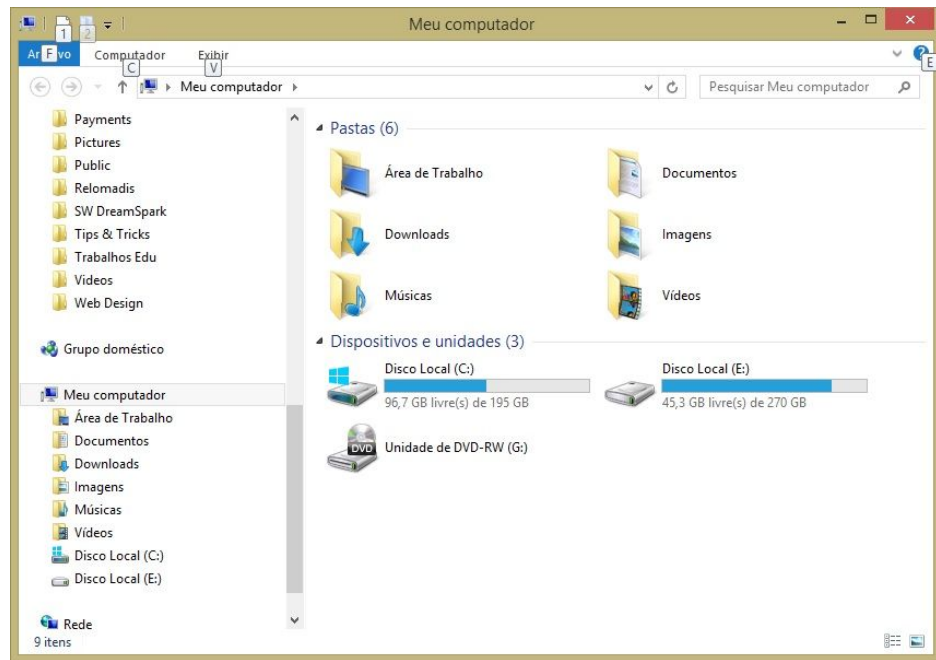 Meu computador
1
2
Ar F vo
Computador
C
Exibir
V
E
Meu computador
Pesquisar Meu computador
Payments
Pictures
Public
Relomadis
SW DreamSpark
Tips & Tricks
Trabalhos Edu
Videos
Web Design
Grupo doméstico
Meu computador
Área de Trabalho
Documentos
Downloads
Imagens
Músicas
Vídeos
Disco Local (C:)
Disco Local (E:)
Rede
9 itens
Pastas (6)
Área de Trabalho
Documentos
Downloads
Imagens
Músicas
Vídeos
Dispositivos e unidades (3)
Disco Local (C:)
96,7 GB livre(s) de 195 GB
Disco Local (E:)
45,3 GB livre(s) de 270 GB
DVD
Unidade de DVD-RW (G:)